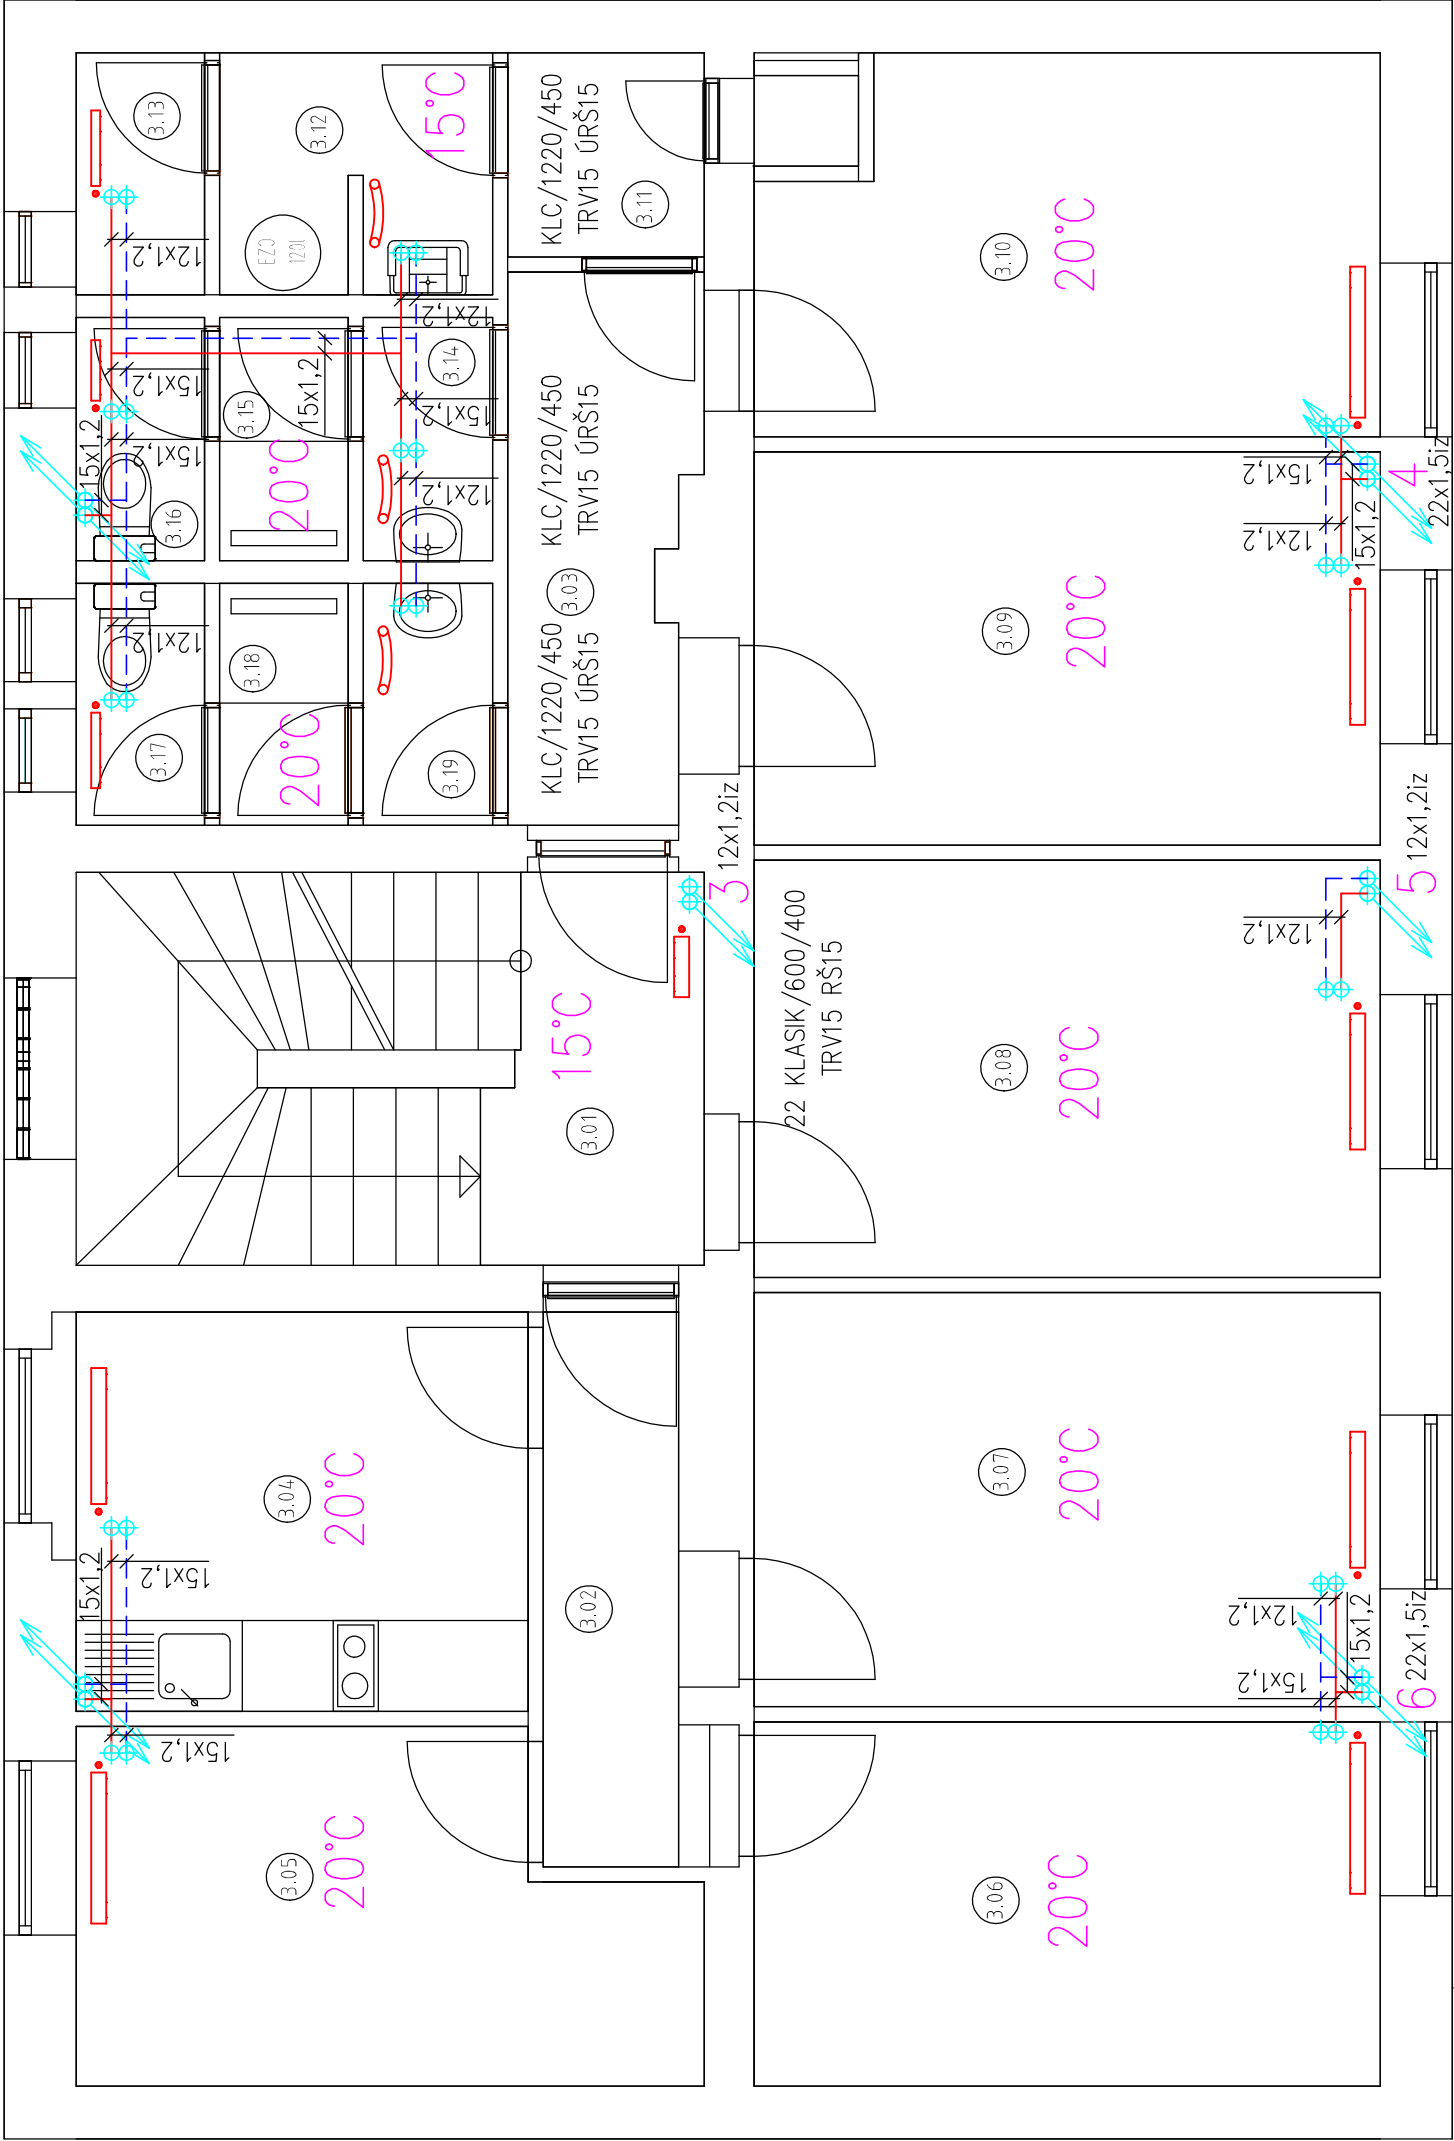 3.13
3.12
15°C
KLC/1220/450
TRV15 ÚRŠ15
3.11
12x1,2
EZO
120l
3.10
20°C
12x1,2
15x1,2
3.14
15x1,2
3.15
15x1,2
15x1,2
15x1,2
20°C
3.16
12x1,2
KLC/1220/450
TRV15 ÚRŠ15
3.03
15x1,2
12x1,2
15x1,2
4
22x1,5iz
3.09
20°C
12x1,2
3.18
KLC/1220/450
TRV15 ÚRŠ15
3.17
20°C
3.19
3
12x1,2iz
5
12x1,2iz
12x1,2
22 KLASIK/600/400
TRV15 RŠ15
15°C
3.01
3.08
20°C
3.04
20°C
15x1,2
15x1,2
3.02
3.07
20°C
12x1,2
15x1,2
15x1,2
6
22x1,5iz
15x1,2
3.05
20°C
3.06
20°C